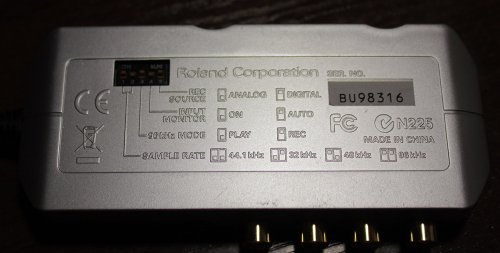 Roland Corporation SER. NO.
REC SOURCE ANALOG DIGITAL
BU98316
INPUT MONITOR ON AUTO
FC N225
96kHz MODE PLAY REC
MADE IN CHINA
SAMPLE RATE 44.1 kHz 32 kHz 48 kHz 96 kHz
CE